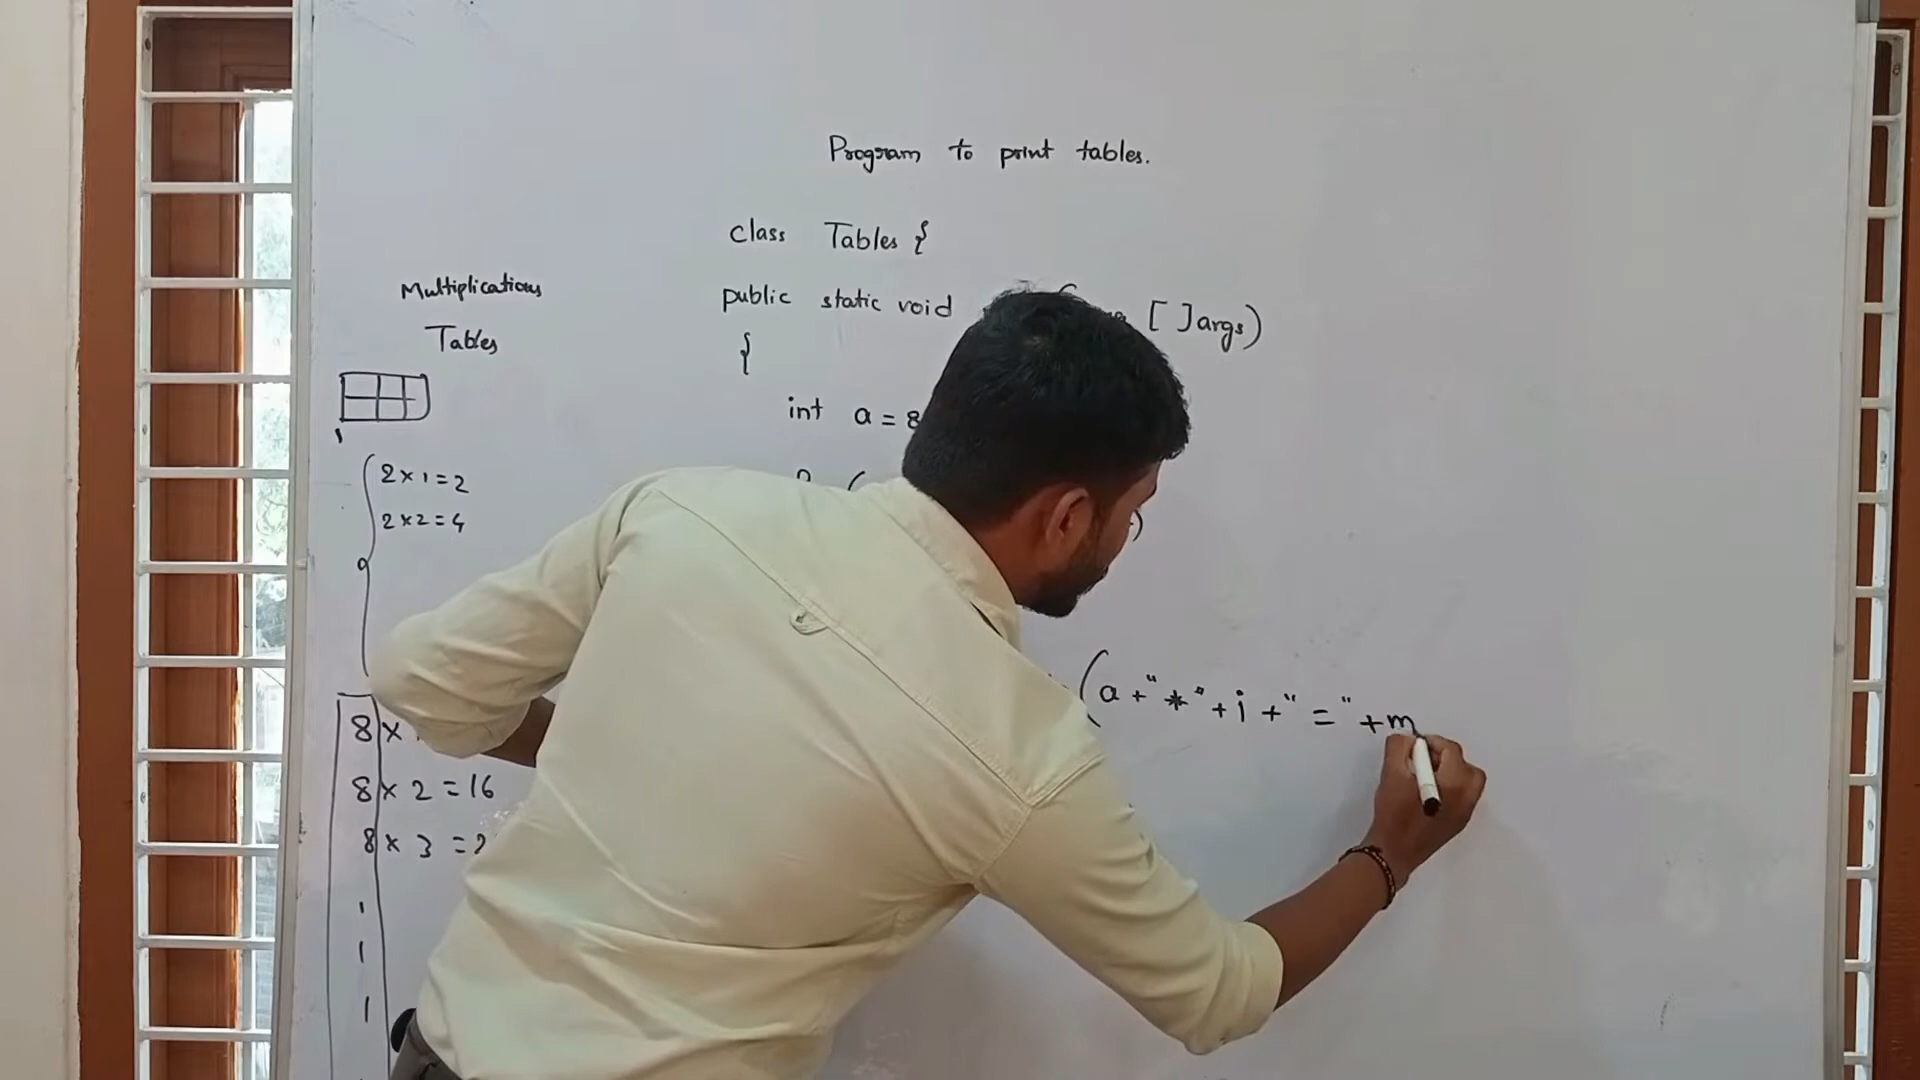 Program to print tables.
class Tables {
public static void [ ]args)
{
int a = 8
(a +"*" +i +" = " +m
Multiplications
Tables
2 × 1 = 2
2 × 2 = 4
8 ×
8 × 2 = 16
8 × 3 = 2